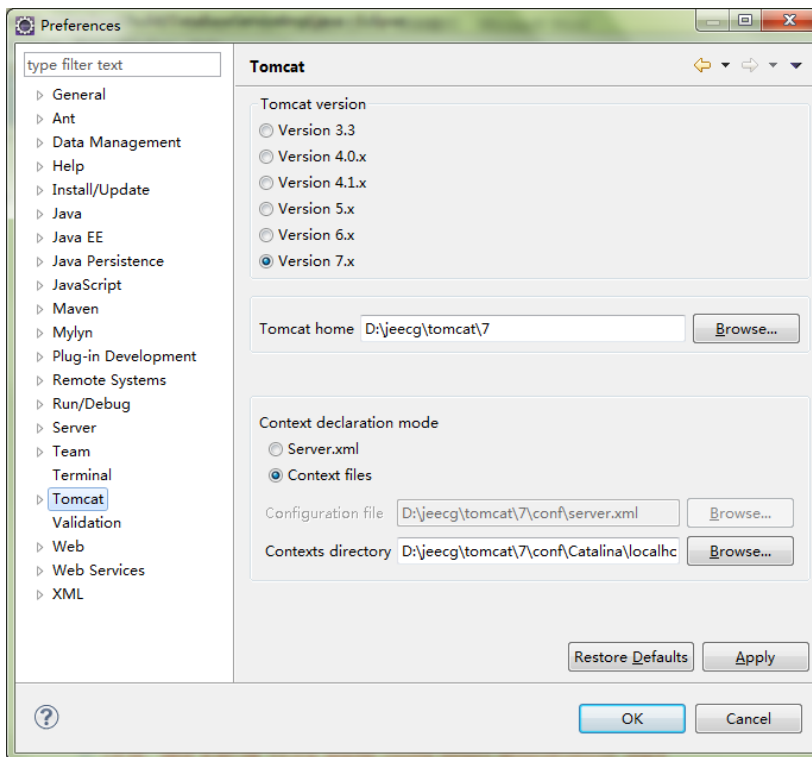 Preferences
type filter text
General
Ant
Data Management
Help
Install/Update
Java
Java EE
Java Persistence
JavaScript
Maven
Mylyn
Plug-in Development
Remote Systems
Run/Debug
Server
Team
Terminal
Tomcat
Validation
Web
Web Services
XML
Tomcat
Tomcat version
Version 3.3
Version 4.0.x
Version 4.1.x
Version 5.x
Version 6.x
Version 7.x
Tomcat home D:\jeecg\tomcat\7 Browse...
Context declaration mode
Server.xml
Context files
Configuration file D:\jeecg\tomcat\7\conf\server.xml Browse...
Contexts directory D:\jeecg\tomcat\7\conf\Catalina\localhc Browse...
Restore Defaults Apply
? OK Cancel